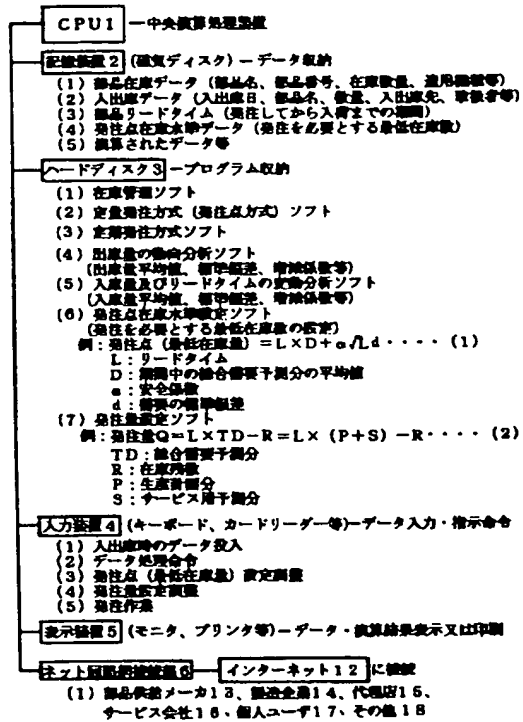 CPU1 ー中央演算処理装置
記憶装置2 (磁気ディスク) ーデータ収納
(1) 部品在庫データ (部品名、部品番号、在庫数量、適用機種等)
(2) 入出庫データ (入出庫日、部品名、数量、入出庫先、取扱者等)
(3) 部品リードタイム (発注してから入荷までの期間)
(4) 発注点在庫水準データ (発注を必要とする最低在庫数)
(5) 演算されたデータ等
ハードディスク3 ープログラム収納
(1) 在庫管理ソフト
(2) 定量発注方式 (発注点方式) ソフト
(3) 定期発注方式ソフト
(4) 出庫量の動向分析ソフト
(出庫量平均値、標準偏差、増減係数等)
(5) 入庫量及びリードタイムの変動分析ソフト
(入庫量平均値、標準偏差、増減係数等)
(6) 発注点在庫水準設定ソフト
(発注を必要とする最低在庫数の設定)
例:発注点 (最低在庫量) =L×D+α√Ld・・・・ (1)
L:リードタイム
D:期間中の総合需要予測分の平均値
α:安全係数
d:需要の標準偏差
(7) 発注量設定ソフト
例:発注量Q=L×TD-R=L× (P+S) -R・・・・ (2)
TD:総合需要予測分
R:在庫残数
P:生産計画分
S:サービス用予測分
入力装置4 (キーボード、カードリーダー等)ーデータ入力・指示命令
(1) 入出庫時のデータ投入
(2) データ処理命令
(3) 発注点 (最低在庫量) 設定調整
(4) 発注量設定調整
(5) 発注作業
表示装置5 (モニタ、プリンタ等)ーデータ・演算結果表示又は印刷
ネット回路網接続部6 インターネット12 に接続
(1) 部品供給メーカ13、製造企業14、代理店15、
サービス会社16、個人ユーザ17、その他18